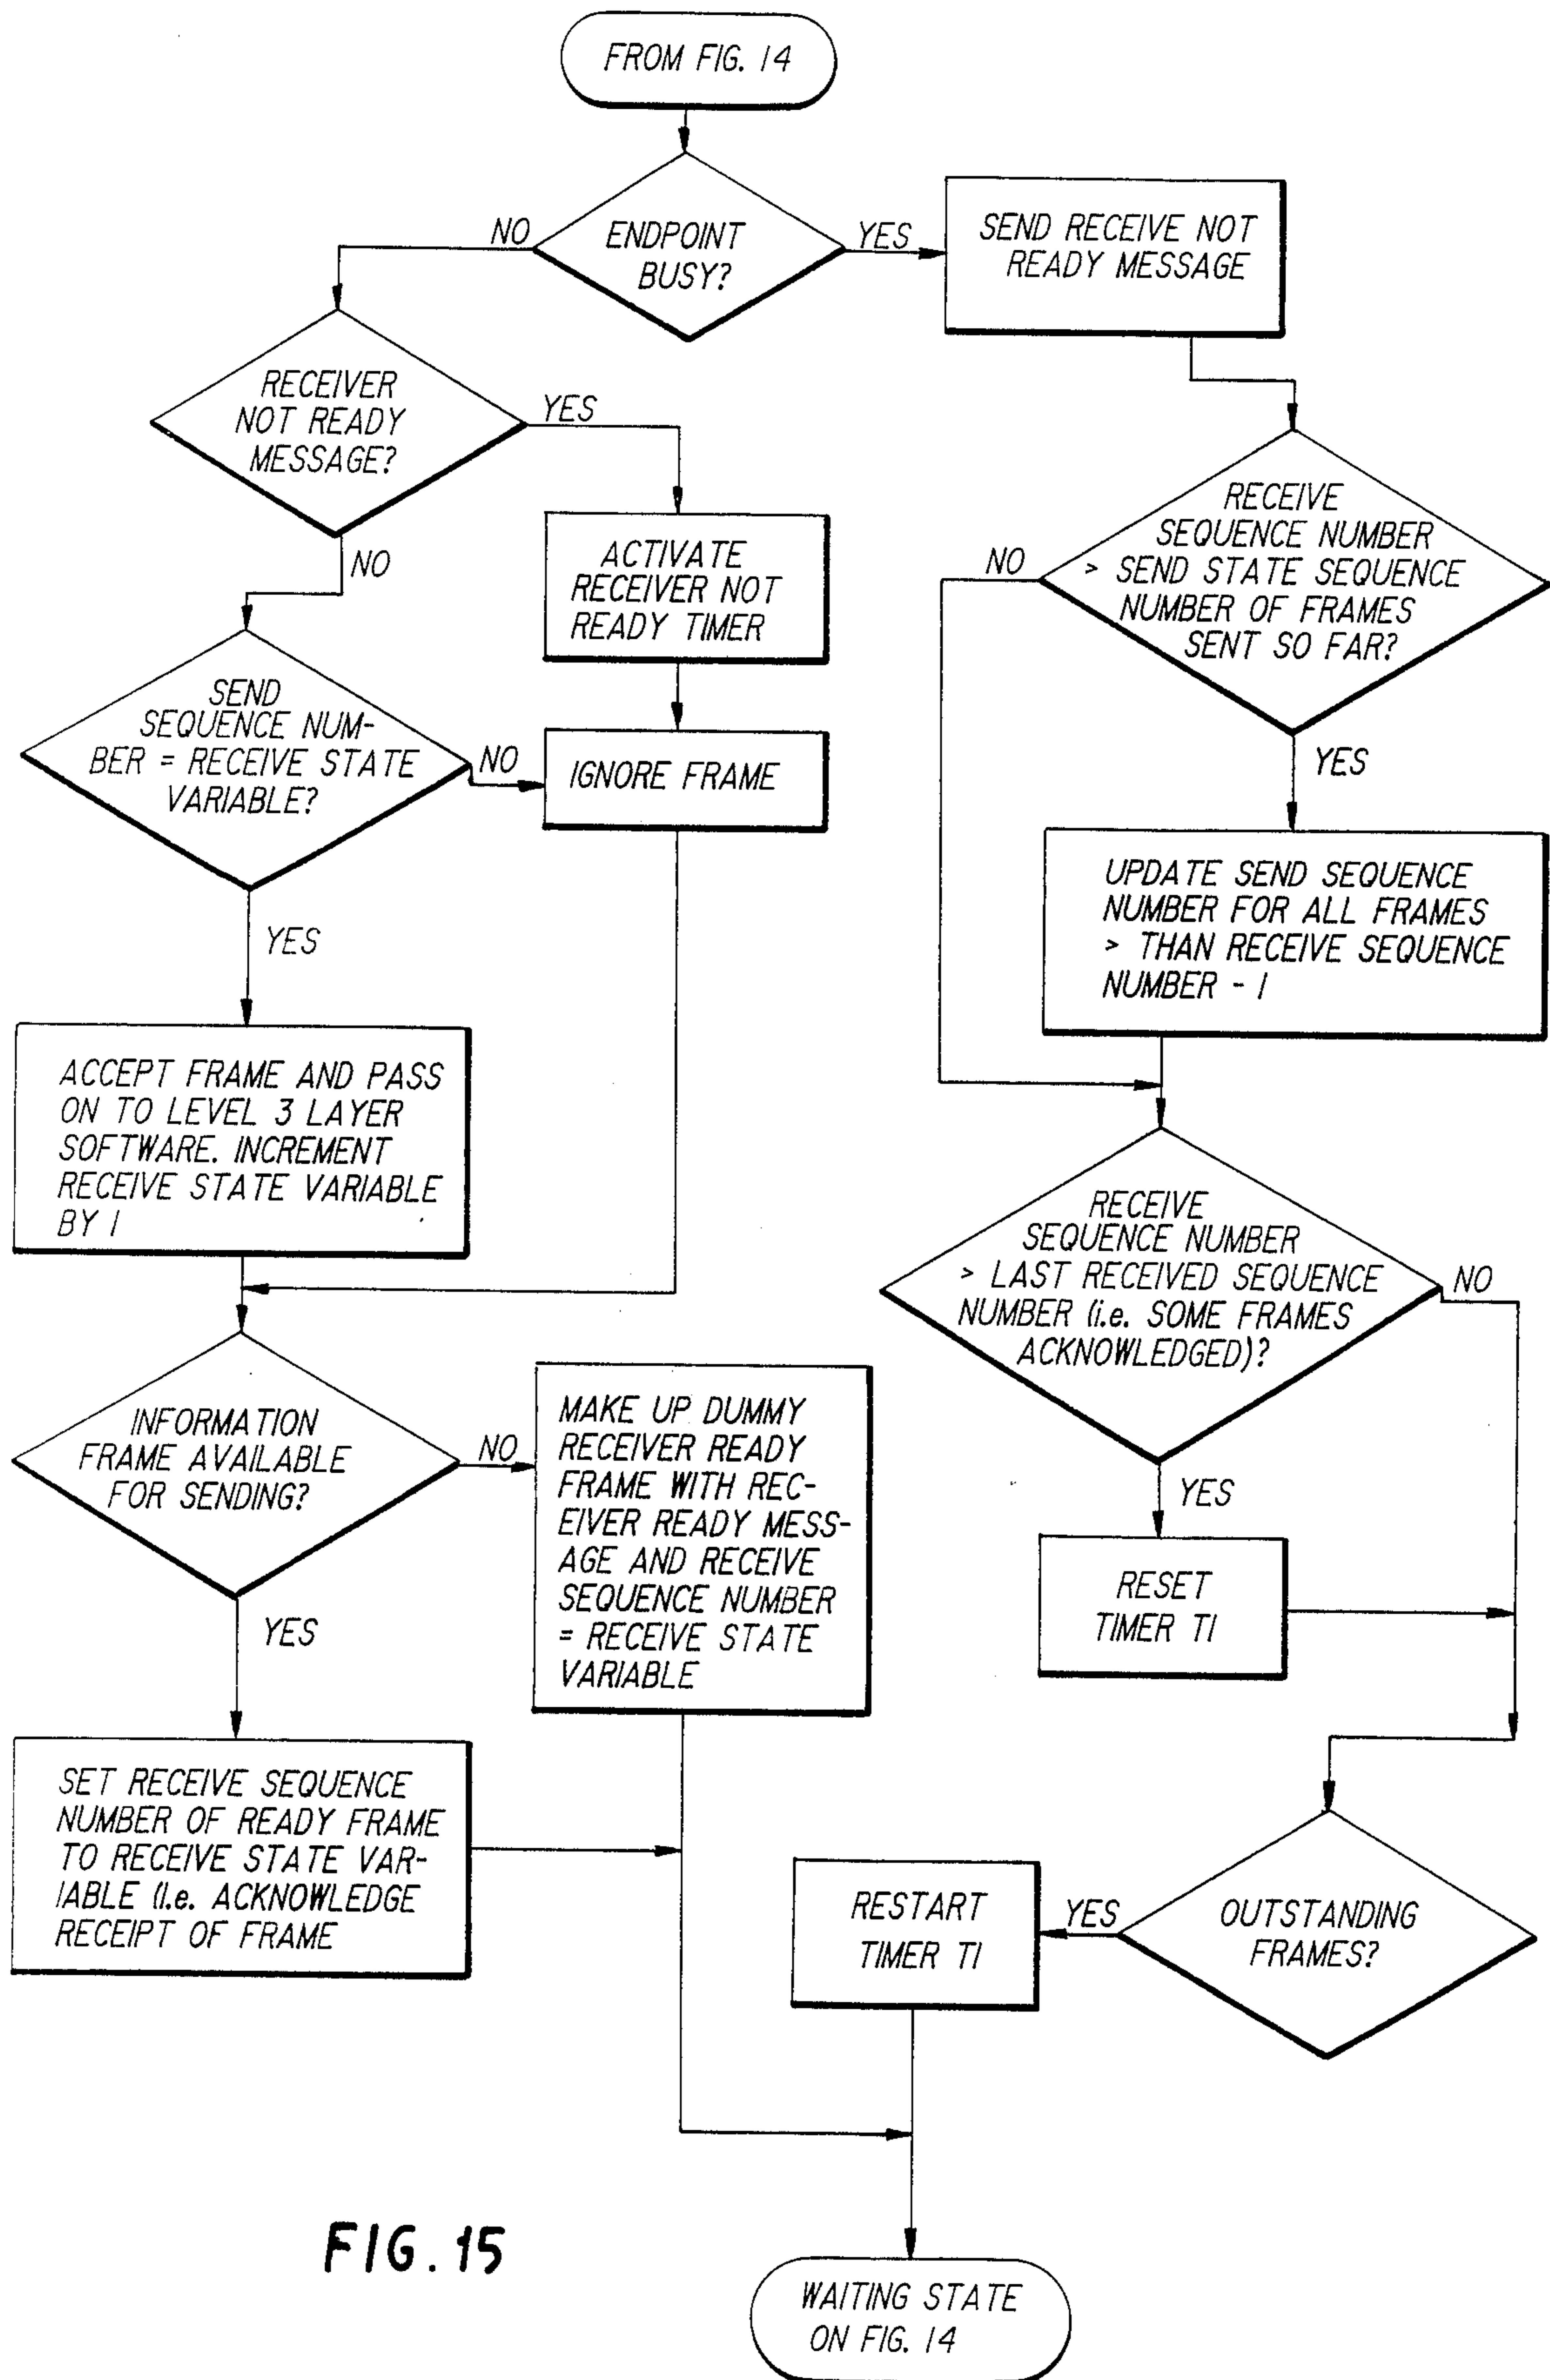 FROM FIG. 14
ENDPOINT
BUSY?
NO
YES
SEND RECEIVE NOT
READY MESSAGE
RECEIVER
NOT READY
MESSAGE?
YES
NO
ACTIVATE
RECEIVER NOT
READY TIMER
RECEIVE
SEQUENCE NUMBER
> SEND STATE SEQUENCE
NUMBER OF FRAMES
SENT SO FAR?
NO
YES
SEND
SEQUENCE NUM-
BER = RECEIVE STATE
VARIABLE?
NO
YES
IGNORE FRAME
UPDATE SEND SEQUENCE
NUMBER FOR ALL FRAMES
> THAN RECEIVE SEQUENCE
NUMBER - 1
ACCEPT FRAME AND PASS
ON TO LEVEL 3 LAYER
SOFTWARE. INCREMENT
RECEIVE STATE VARIABLE
BY 1
RECEIVE
SEQUENCE NUMBER
> LAST RECEIVED SEQUENCE
NUMBER (i.e. SOME FRAMES
ACKNOWLEDGED)?
NO
YES
INFORMATION
FRAME AVAILABLE
FOR SENDING?
NO
YES
MAKE UP DUMMY
RECEIVER READY
FRAME WITH REC-
EIVER READY MESS-
AGE AND RECEIVE
SEQUENCE NUMBER
= RECEIVE STATE
VARIABLE
RESET
TIMER T1
SET RECEIVE SEQUENCE
NUMBER OF READY FRAME
TO RECEIVE STATE VAR-
IABLE (i.e. ACKNOWLEDGE
RECEIPT OF FRAME
RESTART
TIMER T1
YES
OUTSTANDING
FRAMES?
FIG. 15
WAITING STATE
ON FIG. 14